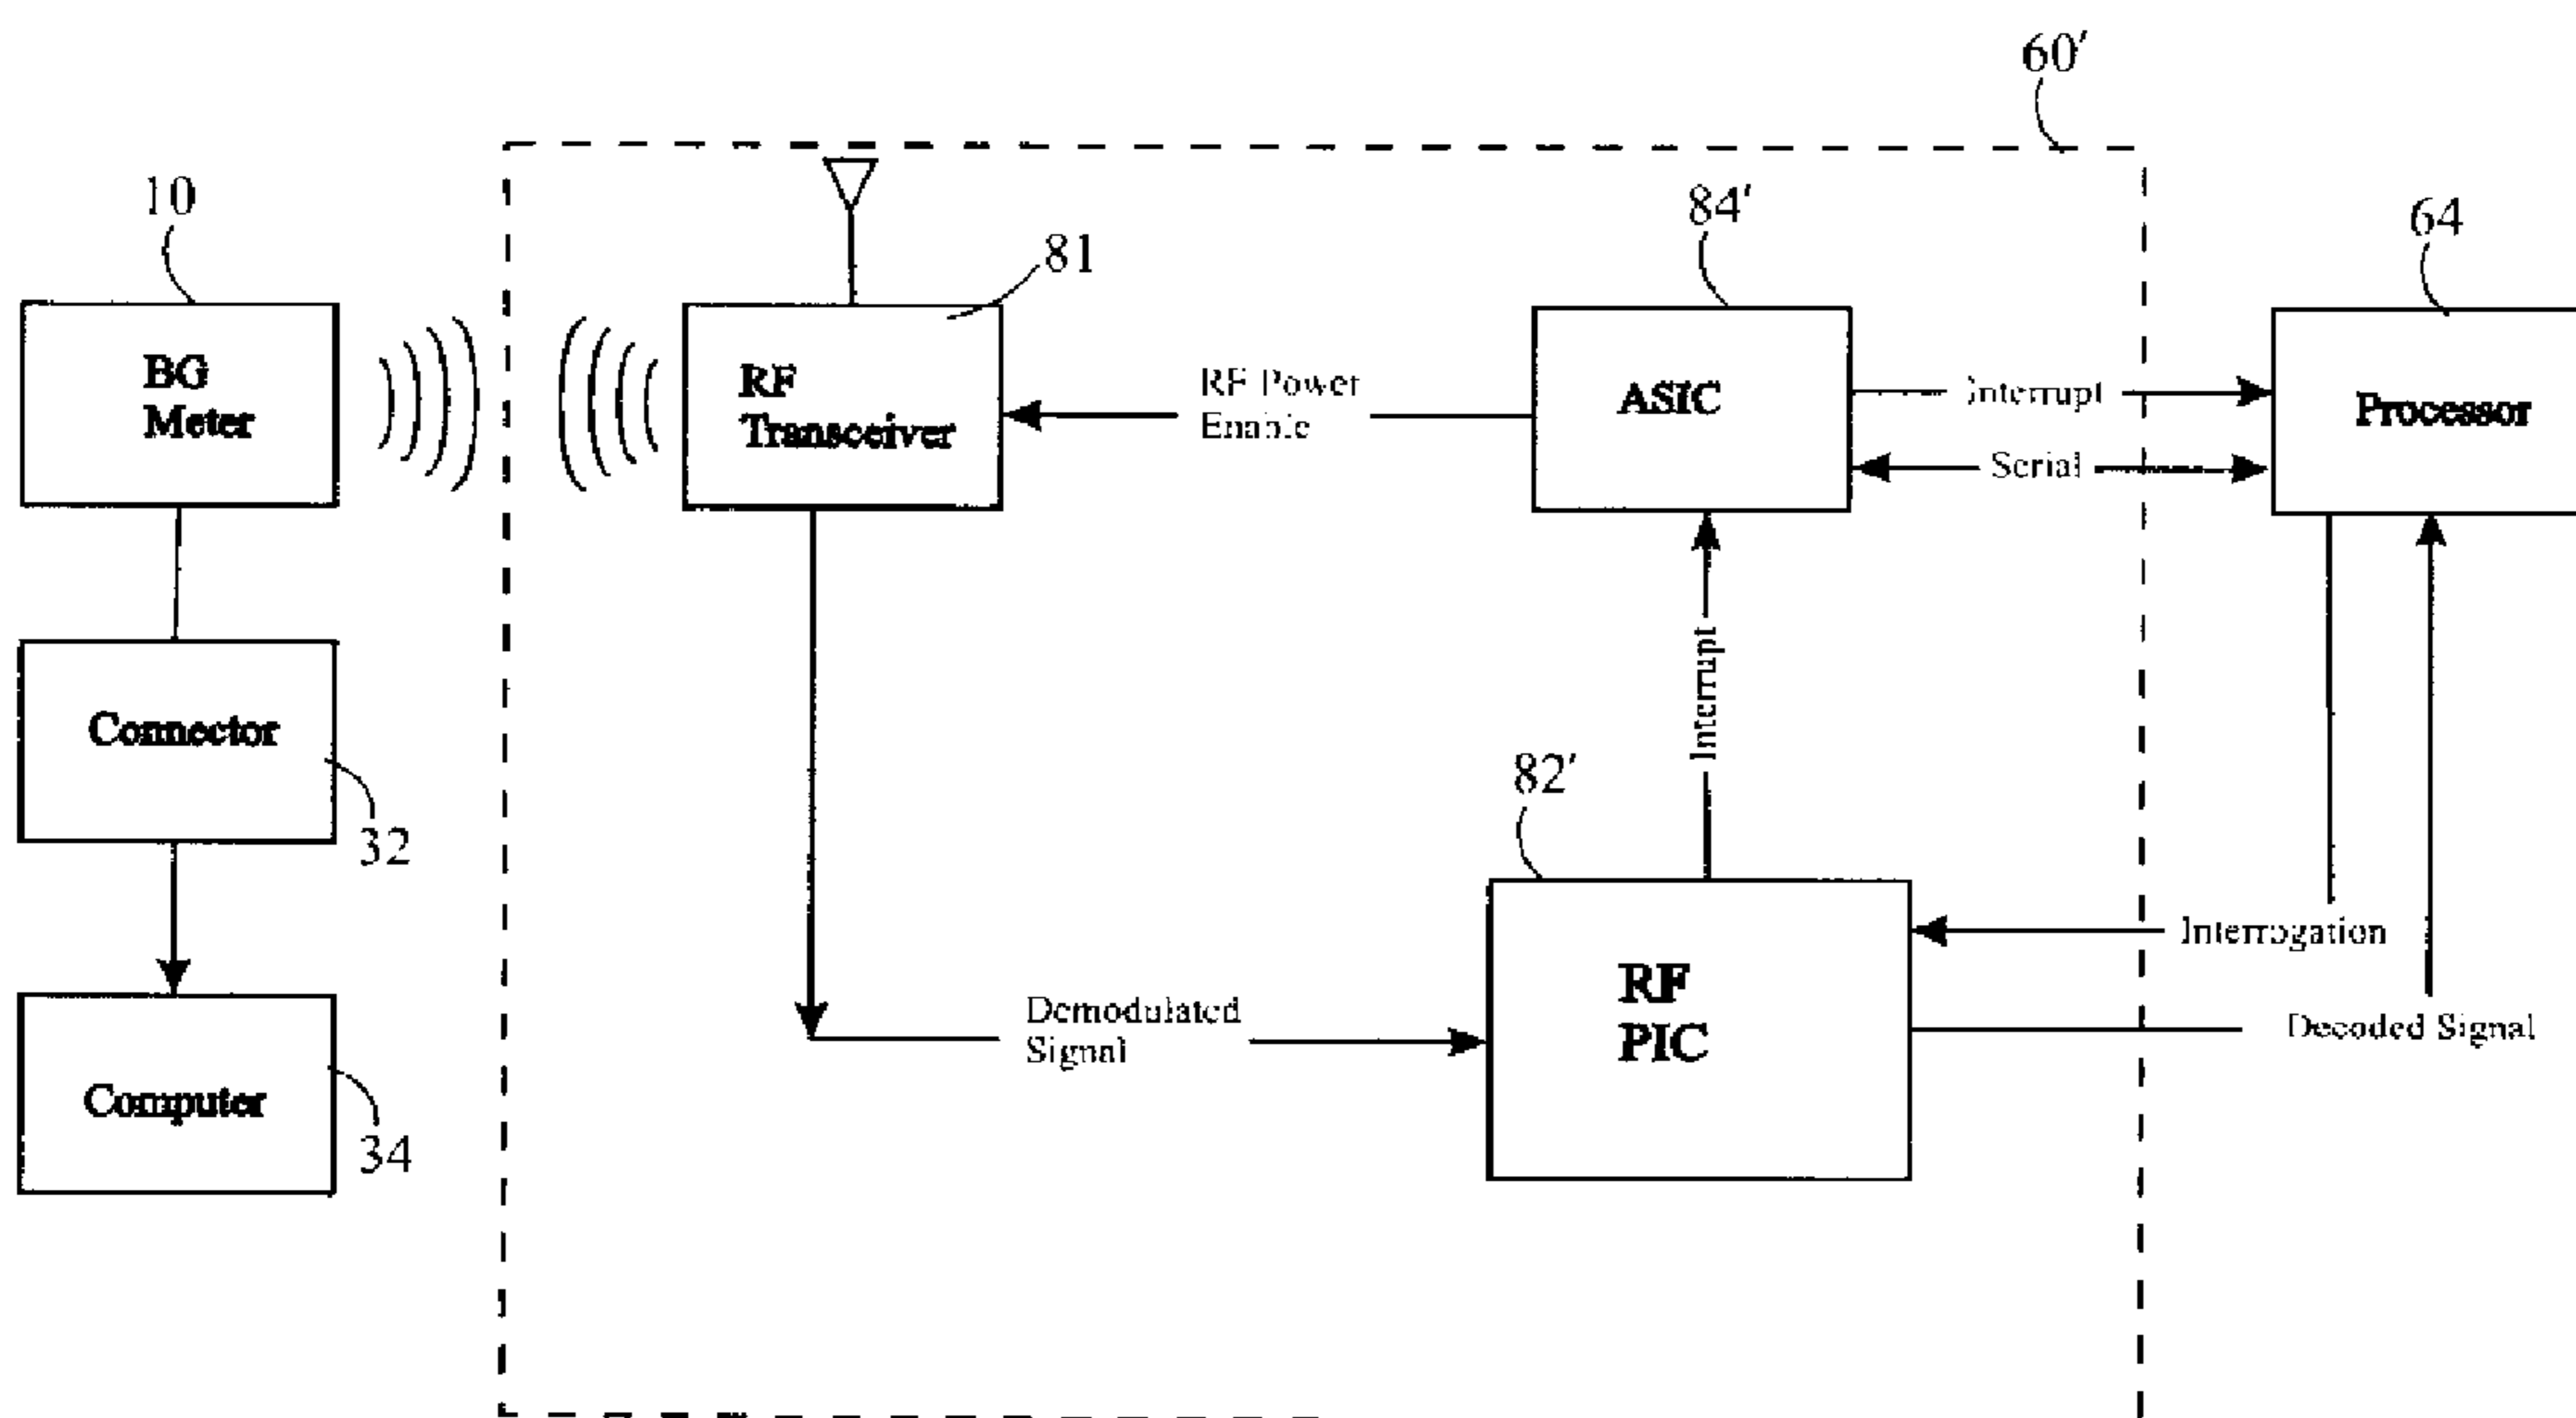 60′
10
84′
64
81
BG
Meter
RF
Transceiver
RF Power
Enable
ASIC
Interrupt
Serial
Processor
Interrupt
Connector
32
82′
Interrogation
RF
PIC
Demodulated
Signal
Decoded Signal
Computer
34